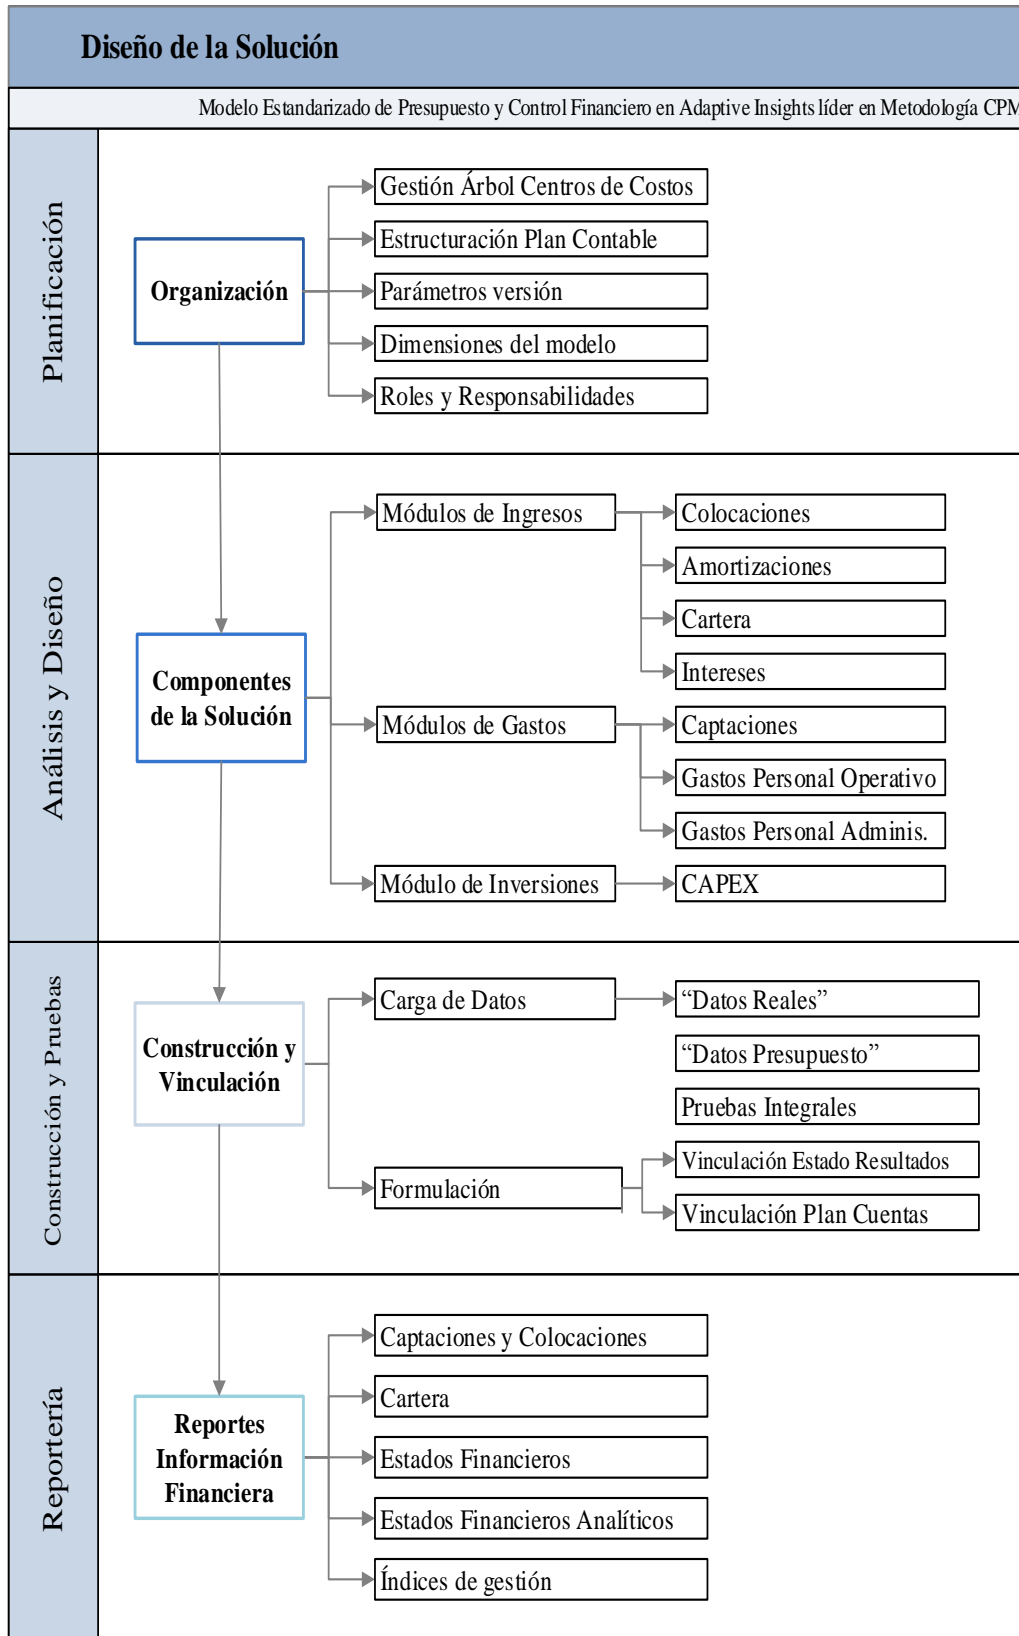 Diseño de la Solución
Modelo Estandarizado de Presupuesto y Control Financiero en Adaptive Insights líder en Metodología CPM
Planificación
Organización
Gestión Árbol Centros de Costos
Estructuración Plan Contable
Parámetros versión
Dimensiones del modelo
Roles y Responsabilidades
Análisis y Diseño
Componentes
de la Solución
Módulos de Ingresos
Colocaciones
Amortizaciones
Cartera
Intereses
Módulos de Gastos
Captaciones
Gastos Personal Operativo
Gastos Personal Adminis.
Módulo de Inversiones
CAPEX
Construcción y Pruebas
Construcción y
Vinculación
Carga de Datos
“Datos Reales”
“Datos Presupuesto”
Pruebas Integrales
Formulación
Vinculación Estado Resultados
Vinculación Plan Cuentas
Reportería
Reportes
Información
Financiera
Captaciones y Colocaciones
Cartera
Estados Financieros
Estados Financieros Analíticos
Índices de gestión